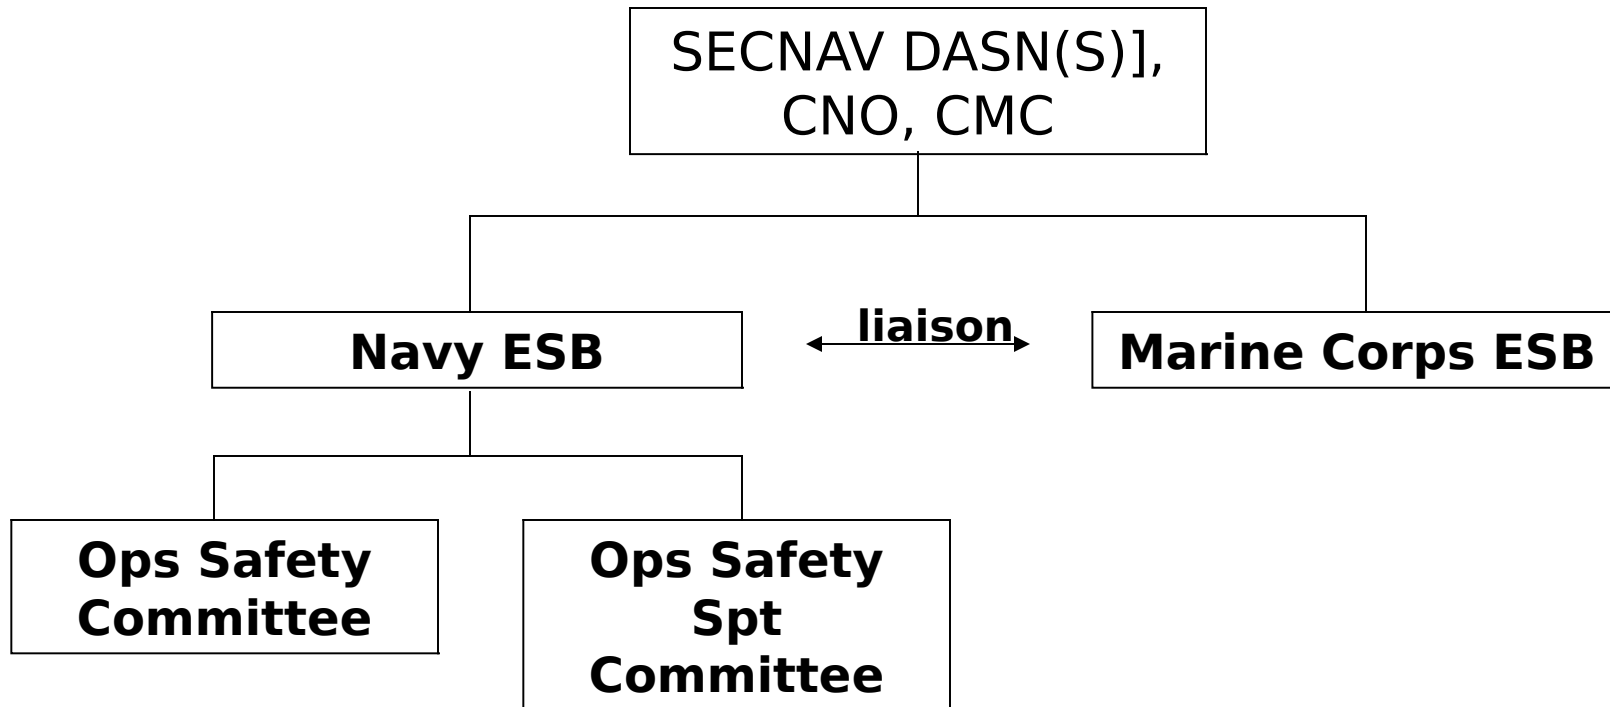 SECNAV DASN(S)],
CNO, CMC
Navy ESB
liaison
Marine Corps ESB
Ops Safety
Committee
Ops Safety
Spt
Committee